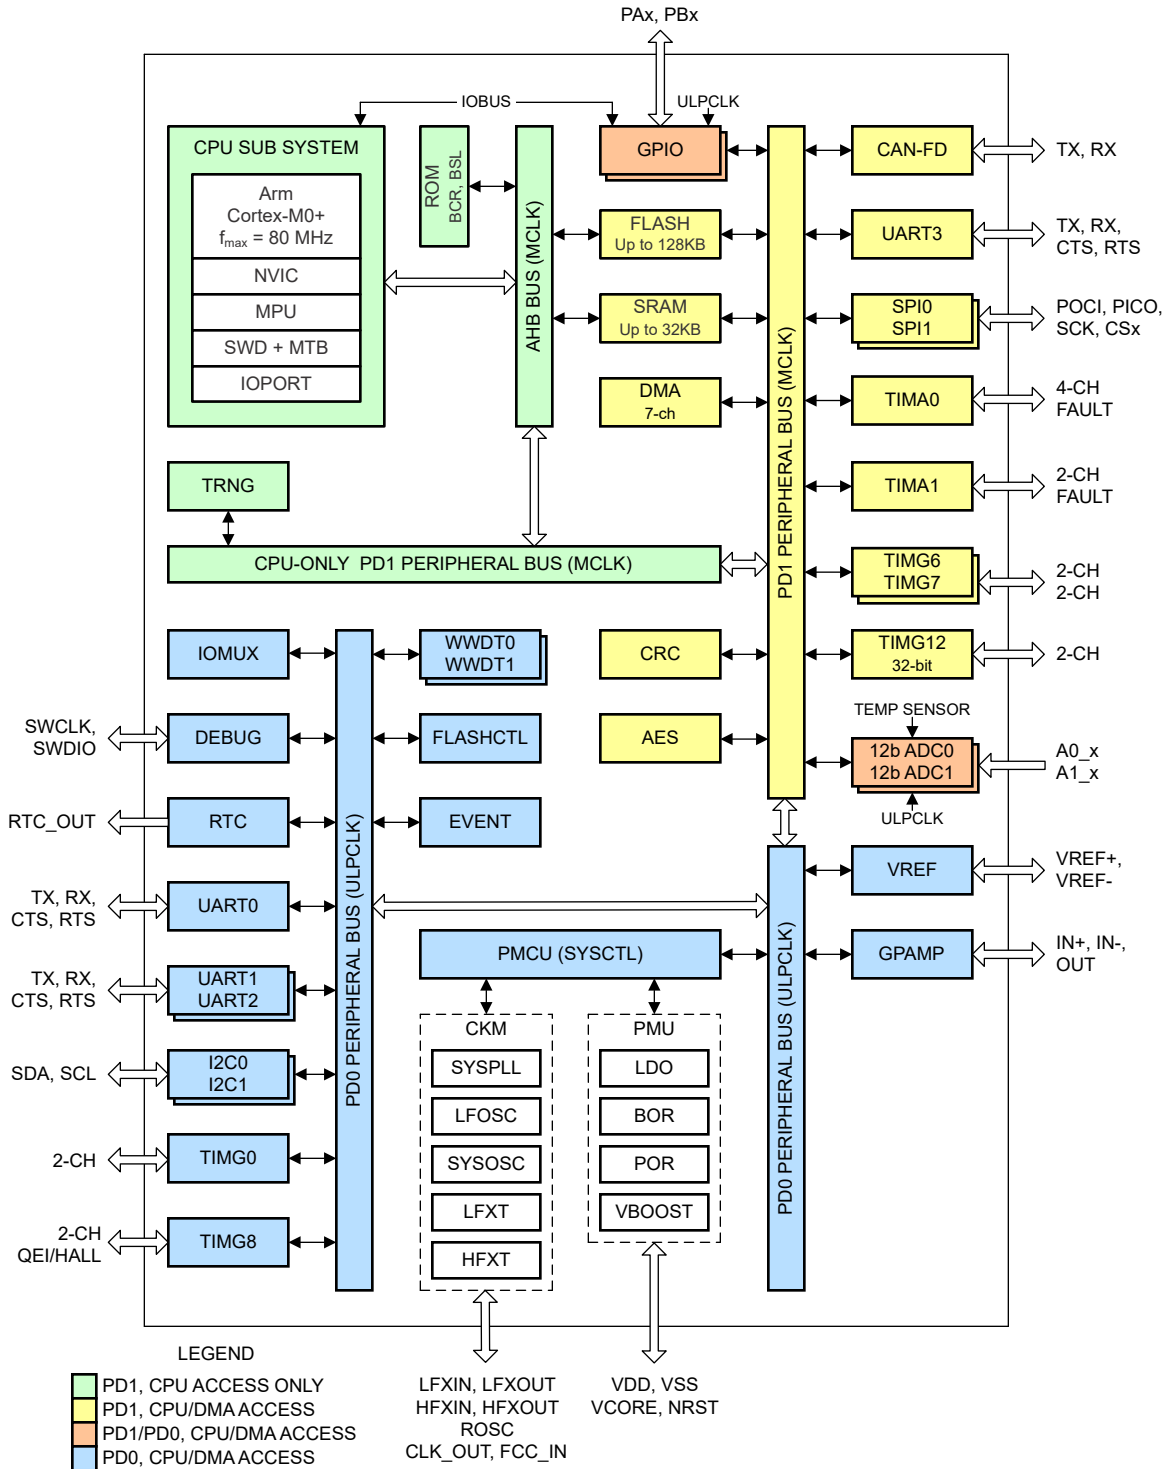 PAx, PBx
IOBUS
ULPCLK
CPU SUB SYSTEM
Arm
Cortex-M0+
fmax = 80 MHz
NVIC
MPU
SWD + MTB
IOPORT
ROM
BCR, BSL
AHB BUS (MCLK)
GPIO
FLASH
Up to 128KB
SRAM
Up to 32KB
DMA
7-ch
PD1 PERIPHERAL BUS (MCLK)
CAN-FD
TX, RX
UART3
TX, RX,
CTS, RTS
SPI0
SPI1
POCI, PICO,
SCK, CSx
TIMA0
4-CH
FAULT
TIMA1
2-CH
FAULT
TIMG6
TIMG7
2-CH
2-CH
TIMG12
32-bit
2-CH
TRNG
CPU-ONLY PD1 PERIPHERAL BUS (MCLK)
CRC
AES
TEMP SENSOR
12b ADC0
12b ADC1
A0_x
A1_x
ULPCLK
IOMUX
WWDT0
WWDT1
SWCLK,
SWDIO
DEBUG
FLASHCTL
RTC_OUT
RTC
EVENT
PD0 PERIPHERAL BUS (ULPCLK)
TX, RX,
CTS, RTS
UART0
TX, RX,
CTS, RTS
UART1
UART2
SDA, SCL
I2C0
I2C1
2-CH
TIMG0
2-CH
QEI/HALL
TIMG8
PMCU (SYSCTL)
CKM
SYSPLL
LFOSC
SYSOSC
LFXT
HFXT
PMU
LDO
BOR
POR
VBOOST
PD0 PERIPHERAL BUS (ULPCLK)
VREF
VREF+,
VREF-
GPAMP
IN+, IN-,
OUT
LEGEND
PD1, CPU ACCESS ONLY
PD1, CPU/DMA ACCESS
PD1/PD0, CPU/DMA ACCESS
PD0, CPU/DMA ACCESS
LFXIN, LFXOUT
HFXIN, HFXOUT
ROSC
CLK_OUT, FCC_IN
VDD, VSS
VCORE, NRST